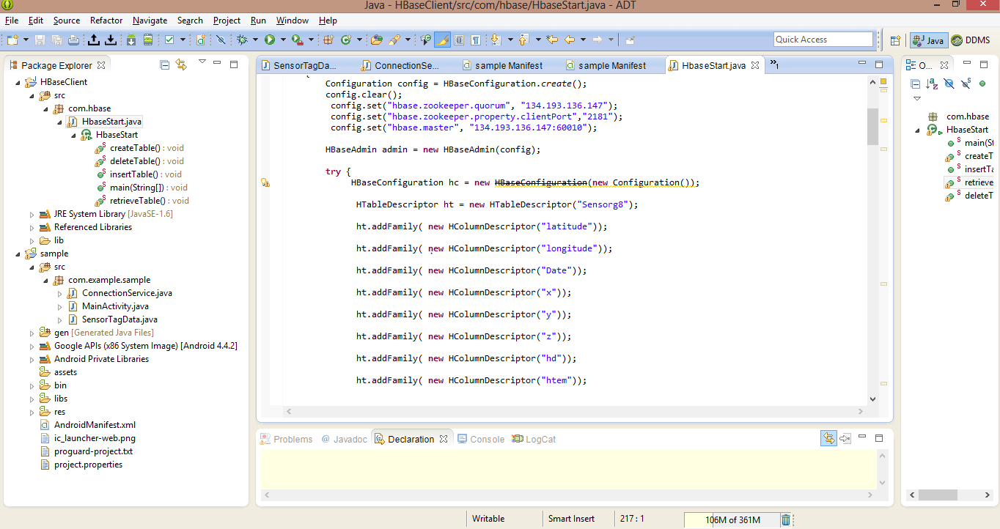 Java - HBaseClient/src/com/hbase/HbaseStart.java - ADT
File Edit Source Refactor Navigate Search Project Run Window Help
Quick Access
Java
DDMS
Package Explorer
HBaseClient
src
com.hbase
HbaseStart.java
HbaseStart
createTable() : void
deleteTable() : void
insertTable() : void
main(String[]) : void
retrieveTable() : void
JRE System Library [JavaSE-1.6]
Referenced Libraries
lib
sample
src
com.example.sample
ConnectionService.java
MainActivity.java
SensorTagData.java
gen [Generated Java Files]
Google APIs (x86 System Image) [Android 4.4.2]
Android Private Libraries
assets
bin
libs
res
AndroidManifest.xml
ic_launcher-web.png
proguard-project.txt
project.properties
SensorTagDa...
ConnectionSe...
sample Manifest
sample Manifest
HbaseStart.java
»1
{
Configuration config = HBaseConfiguration.create();
config.clear();
config.set("hbase.zookeeper.quorum", "134.193.136.147");
config.set("hbase.zookeeper.property.clientPort","2181");
config.set("hbase.master", "134.193.136.147:60010");
HBaseAdmin admin = new HBaseAdmin(config);
try {
HBaseConfiguration hc = new HBaseConfiguration(new Configuration());
HTableDescriptor ht = new HTableDescriptor("Sensorg8");
ht.addFamily( new HColumnDescriptor("latitude"));
ht.addFamily( new HColumnDescriptor("longitude"));
ht.addFamily( new HColumnDescriptor("Date"));
ht.addFamily( new HColumnDescriptor("x"));
ht.addFamily( new HColumnDescriptor("y"));
ht.addFamily( new HColumnDescriptor("z"));
ht.addFamily( new HColumnDescriptor("hd"));
ht.addFamily( new HColumnDescriptor("htem"));
Problems
@ Javadoc
Declaration
Console
LogCat
O...
com.hbase
HbaseStart
main(St
createT
insertTa
retrieve
deleteT
Writable
Smart Insert
217 : 1
106M of 361M